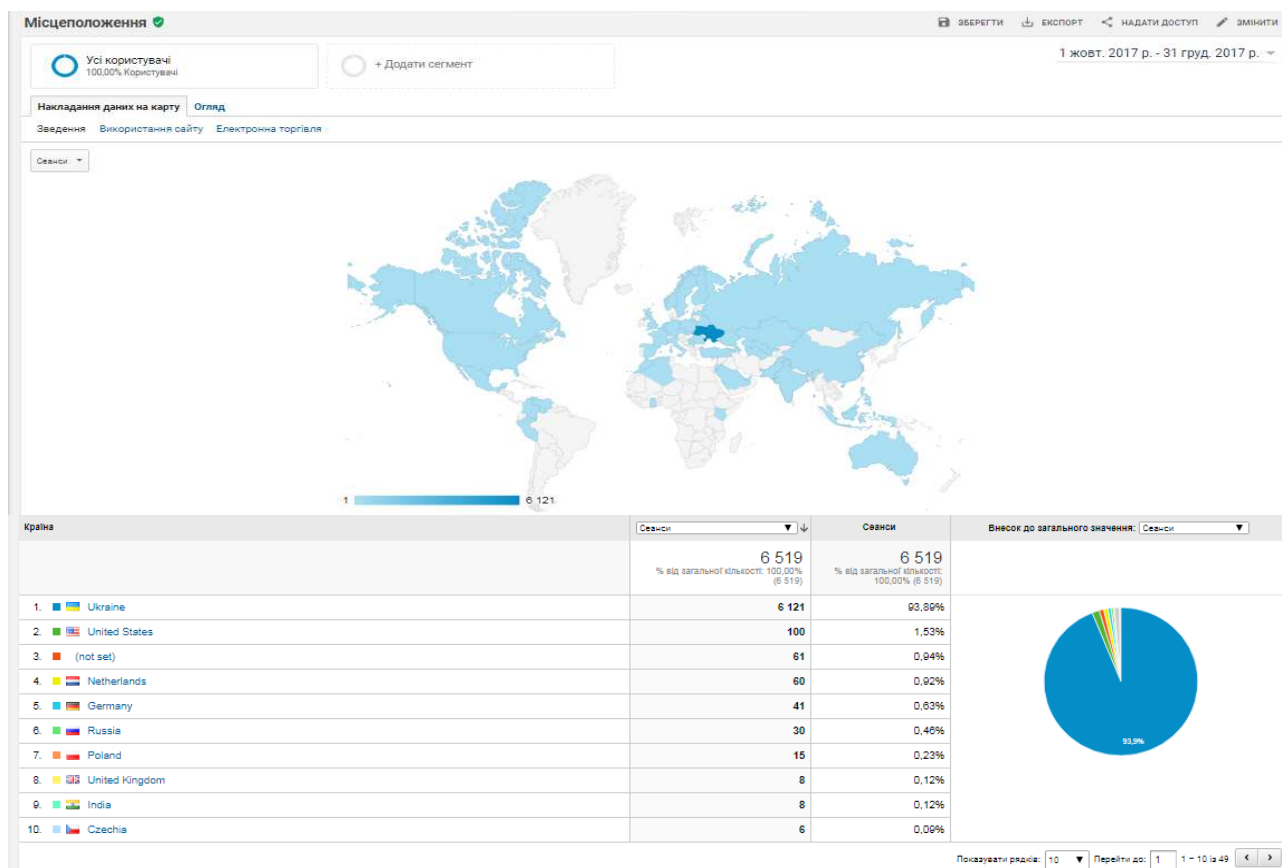 Місцеположення
ЗБЕРЕГТИ ЕКСПОРТ НАДАТИ ДОСТУП ЗМІНИТИ
Усі користувачі
100,00% Користувачі
+ Додати сегмент
1 жовт. 2017 р. - 31 груд. 2017 р.
Накладання даних на карту Огляд
Зведення Використання сайту Електронна торгівля
Сеанси
1 6 121
Країна Сеанси Сеанси Внесок до загального значення: Сеанси
6 519 6 519
% від загальної кількості: 100,00% (6 519) % від загальної кількості: 100,00% (6 519)
1. Ukraine 6 121 93,89%
2. United States 100 1,53%
3. (not set) 61 0,94%
4. Netherlands 60 0,92%
5. Germany 41 0,63%
6. Russia 30 0,46%
7. Poland 15 0,23%
8. United Kingdom 8 0,12%
9. India 8 0,12%
10. Czechia 6 0,09%
93,9%
Показувати рядків: 10 Перейти до: 1 1 – 10 із 49